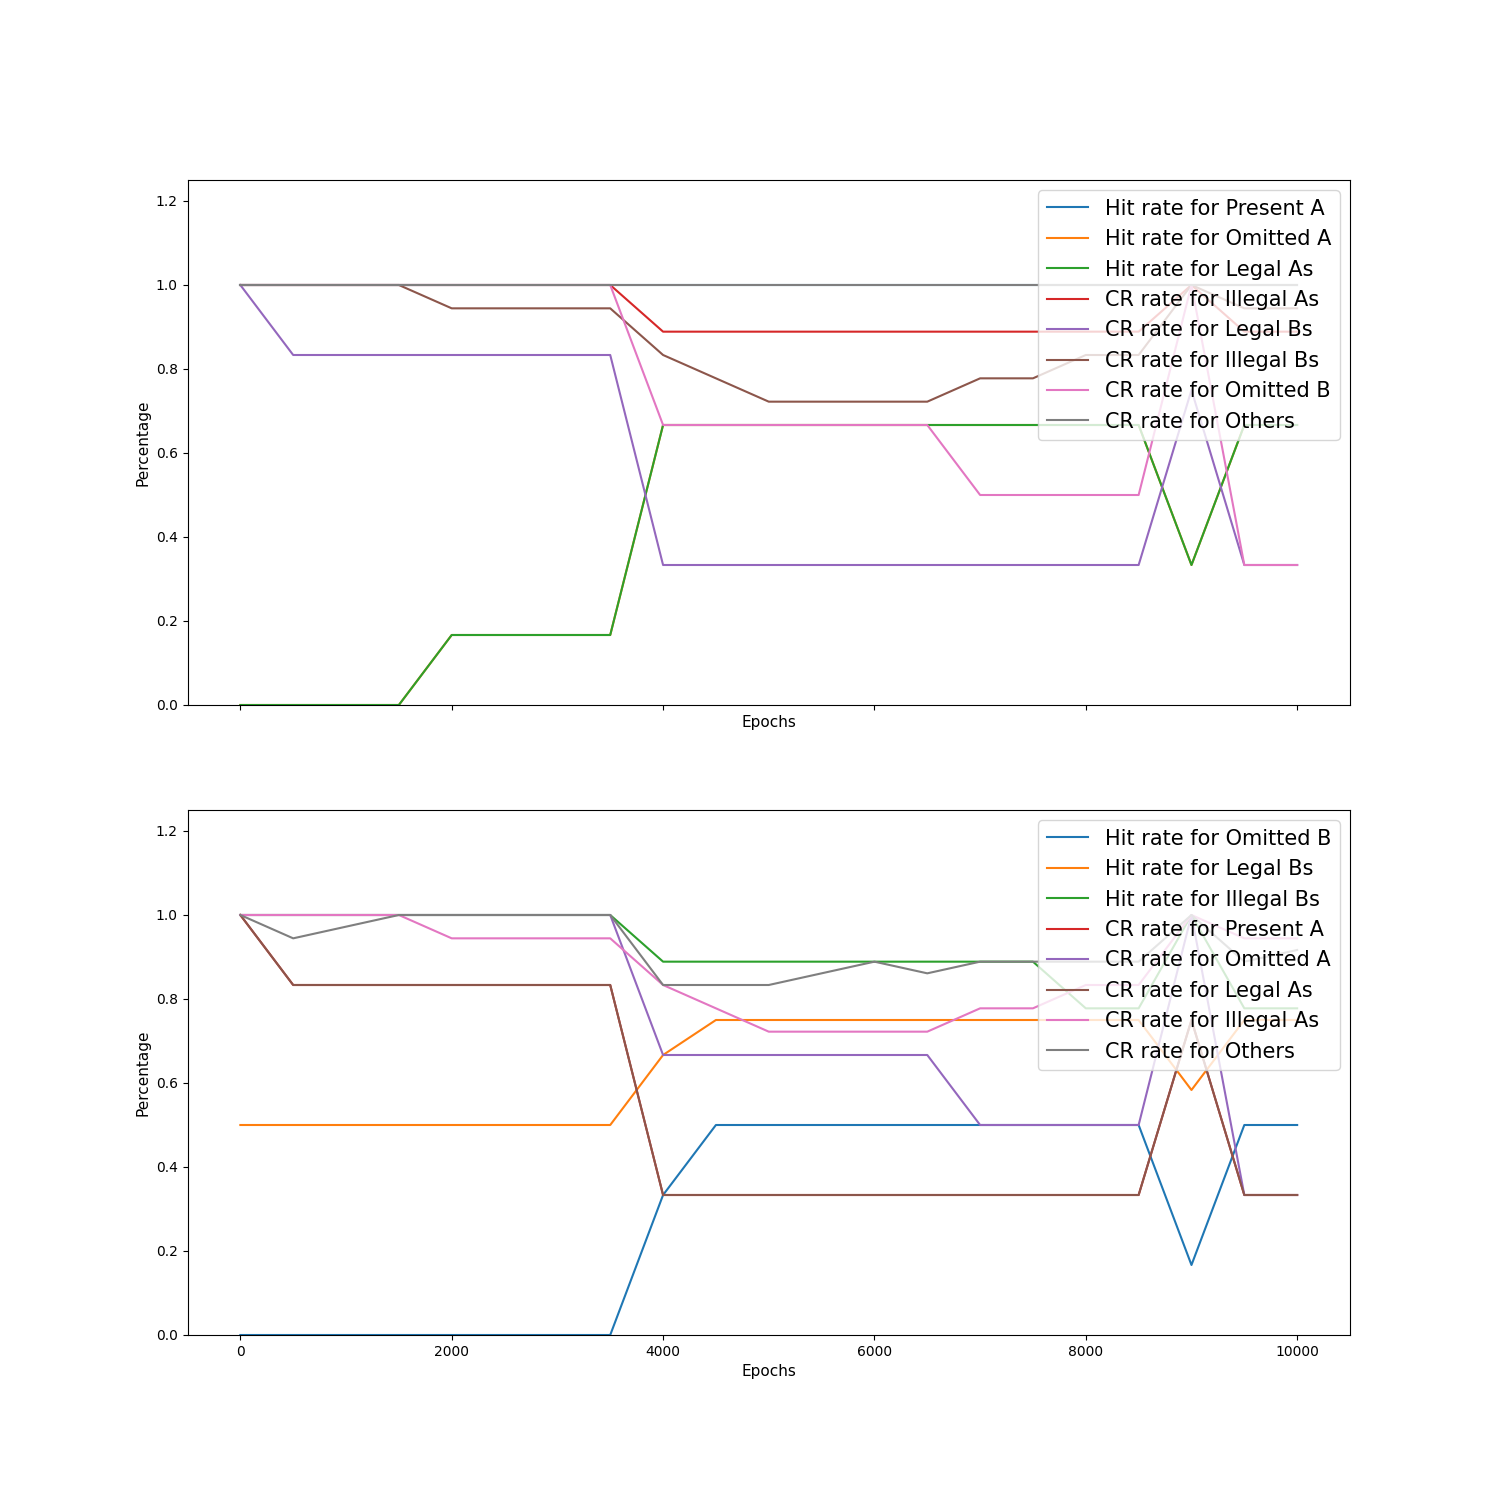 1.2
1.0
0.8
0.6
0.4
0.2
0.0
Percentage
Epochs
Hit rate for Present A
Hit rate for Omitted A
Hit rate for Legal As
CR rate for Illegal As
CR rate for Legal Bs
CR rate for Illegal Bs
CR rate for Omitted B
CR rate for Others
1.2
1.0
0.8
0.6
0.4
0.2
0.0
Percentage
0 2000 4000 6000 8000 10000
Epochs
Hit rate for Omitted B
Hit rate for Legal Bs
Hit rate for Illegal Bs
CR rate for Present A
CR rate for Omitted A
CR rate for Legal As
CR rate for Illegal As
CR rate for Others